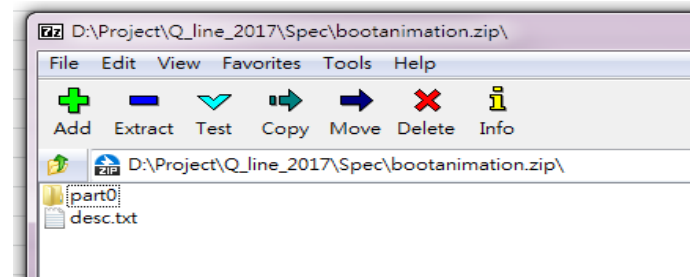 7z D:\Project\Q_line_2017\Spec\bootanimation.zip\
File Edit View Favorites Tools Help
Add Extract Test Copy Move Delete Info
ZIP D:\Project\Q_line_2017\Spec\bootanimation.zip\
part0
desc.txt